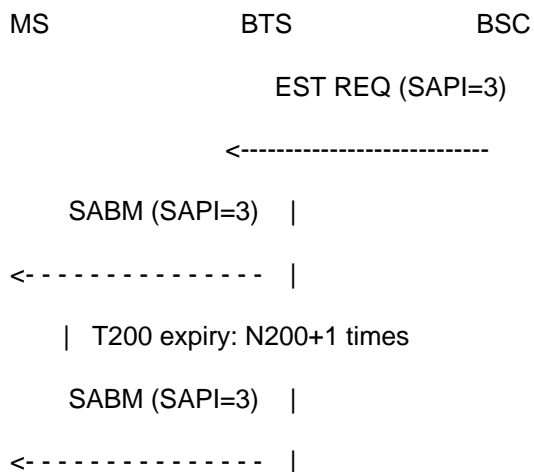 MS BTS BSC
EST REQ (SAPI=3)
<----------------------------
SABM (SAPI=3) |
<- - - - - - - - - - - - - - - |
| T200 expiry: N200+1 times
SABM (SAPI=3) |
<- - - - - - - - - - - - - - - |